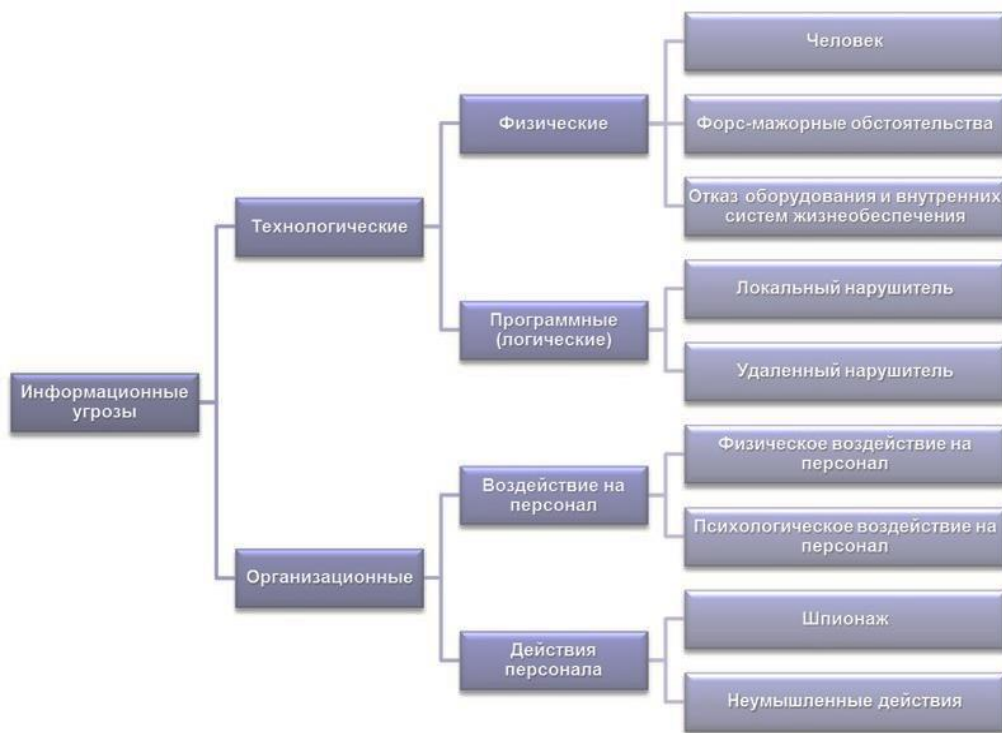 Информационные
угрозы
Технологические
Физические
Человек
Форс-мажорные обстоятельства
Отказ оборудования и внутренних
систем жизнеобеспечения
Программные
(логические)
Локальный нарушитель
Удаленный нарушитель
Организационные
Воздействие на
персонал
Физическое воздействие на
персонал
Психологическое воздействие на
персонал
Действия
персонала
Шпионаж
Неумышленные действия